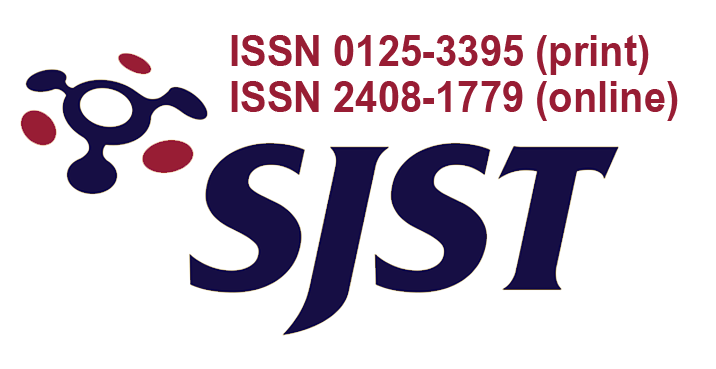 ISSN 0125-3395 (print)
ISSN 2408-1779 (online)
SJST